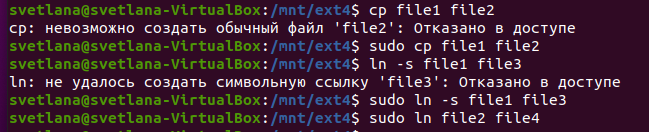 svetlana@svetlana-VirtualBox:/mnt/ext4$ cp file1 file2
cp: невозможно создать обычный файл 'file2': Отказано в доступе
svetlana@svetlana-VirtualBox:/mnt/ext4$ sudo cp file1 file2
svetlana@svetlana-VirtualBox:/mnt/ext4$ ln -s file1 file3
ln: не удалось создать символьную ссылку 'file3': Отказано в доступе
svetlana@svetlana-VirtualBox:/mnt/ext4$ sudo ln -s file1 file3
svetlana@svetlana-VirtualBox:/mnt/ext4$ sudo ln file2 file4